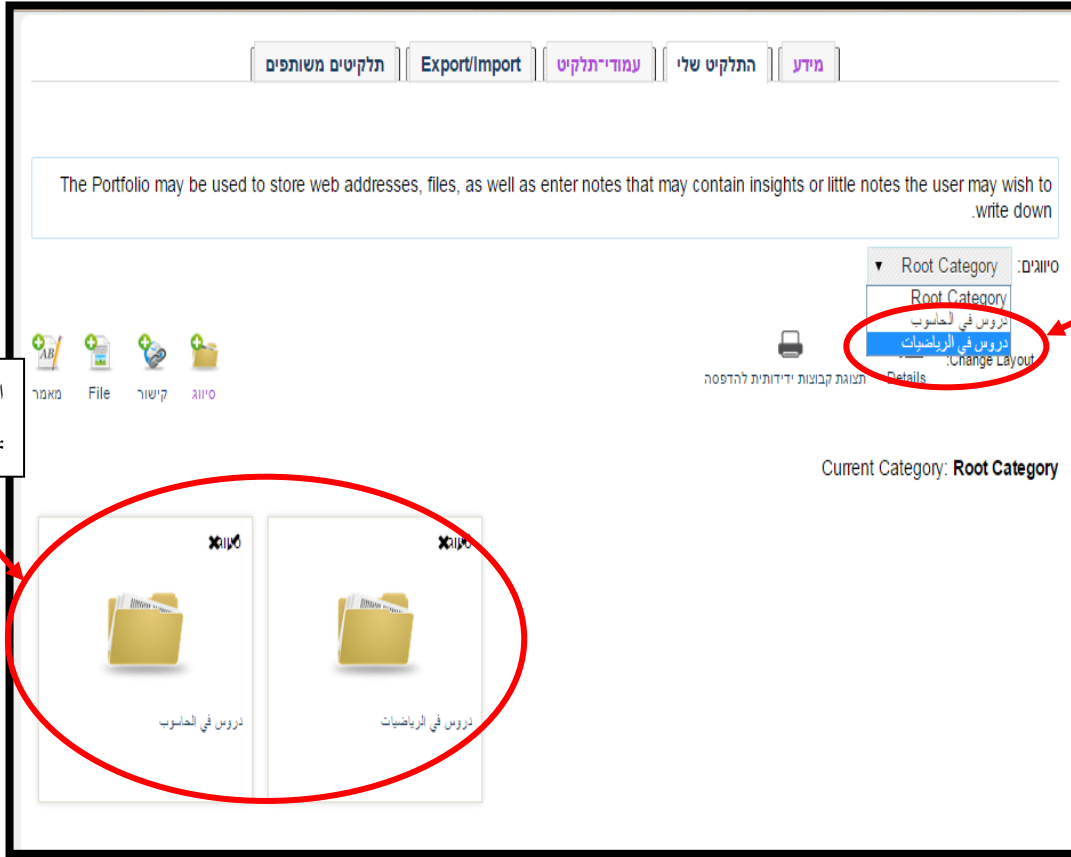 מידע
התלקיט שלי
עמודי־תלקיט
Export/Import
תלקיטים משותפים
The Portfolio may be used to store web addresses, files, as well as enter notes that may contain insights or little notes the user may wish to
.write down
סיווגים: Root Category
Root Category
دروس في الحاسوب
دروس في الرياضيات
Change Layout:
Details
תצוגת קבוצות ידידותית להדפסה
סיווג
קישור
File
מאמר
Current Category: Root Category
دروس في الرياضيات
دروس في الحاسوب